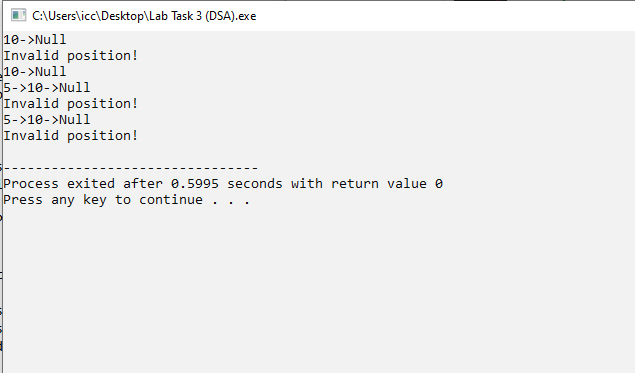 C:\Users\icc\Desktop\Lab Task 3 (DSA).exe
10->Null
Invalid position!
10->Null
5->10->Null
Invalid position!
5->10->Null
Invalid position!
--------------------------------
Process exited after 0.5995 seconds with return value 0
Press any key to continue . . .